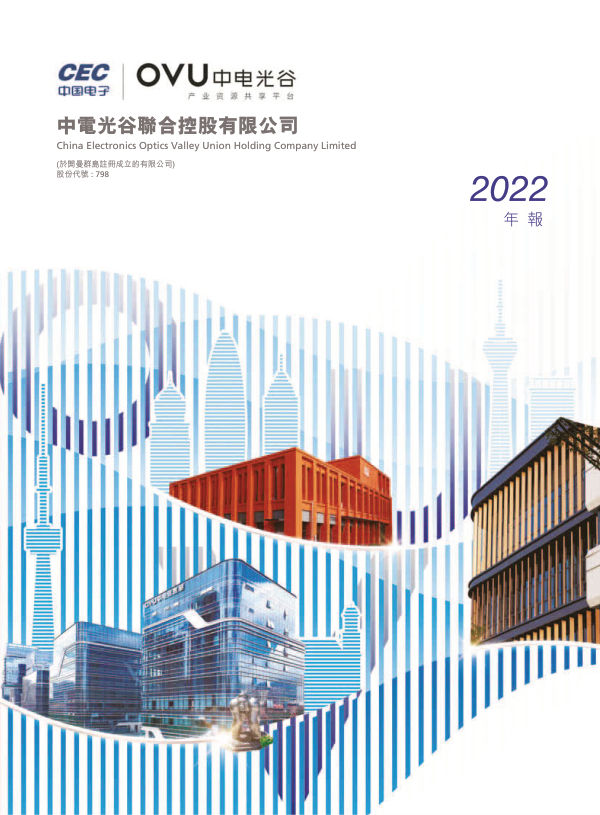 CEC
中国电子
OVU中电光谷
产业资源共享平台
中電光谷聯合控股有限公司
China Electronics Optics Valley Union Holding Company Limited
(於開曼群島註冊成立的有限公司)
股份代號 : 798
2022
年報